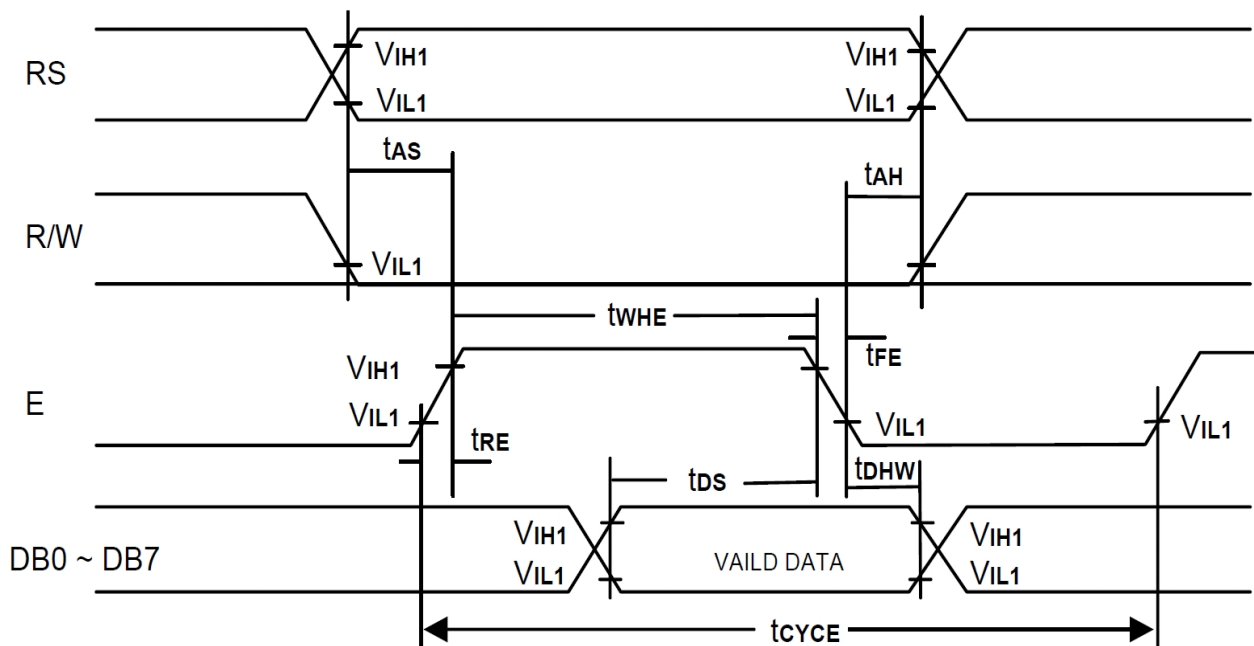 RS
VIH1
VIH1
VIL1
VIL1
tAS
tAH
R/W
VIL1
tWHE
tFE
E
VIH1
VIL1
VIL1
VIL1
tRE
tDS
tDHW
DB0 ~ DB7
VIH1
VIL1
VAILD DATA
VIH1
VIL1
tCYCE